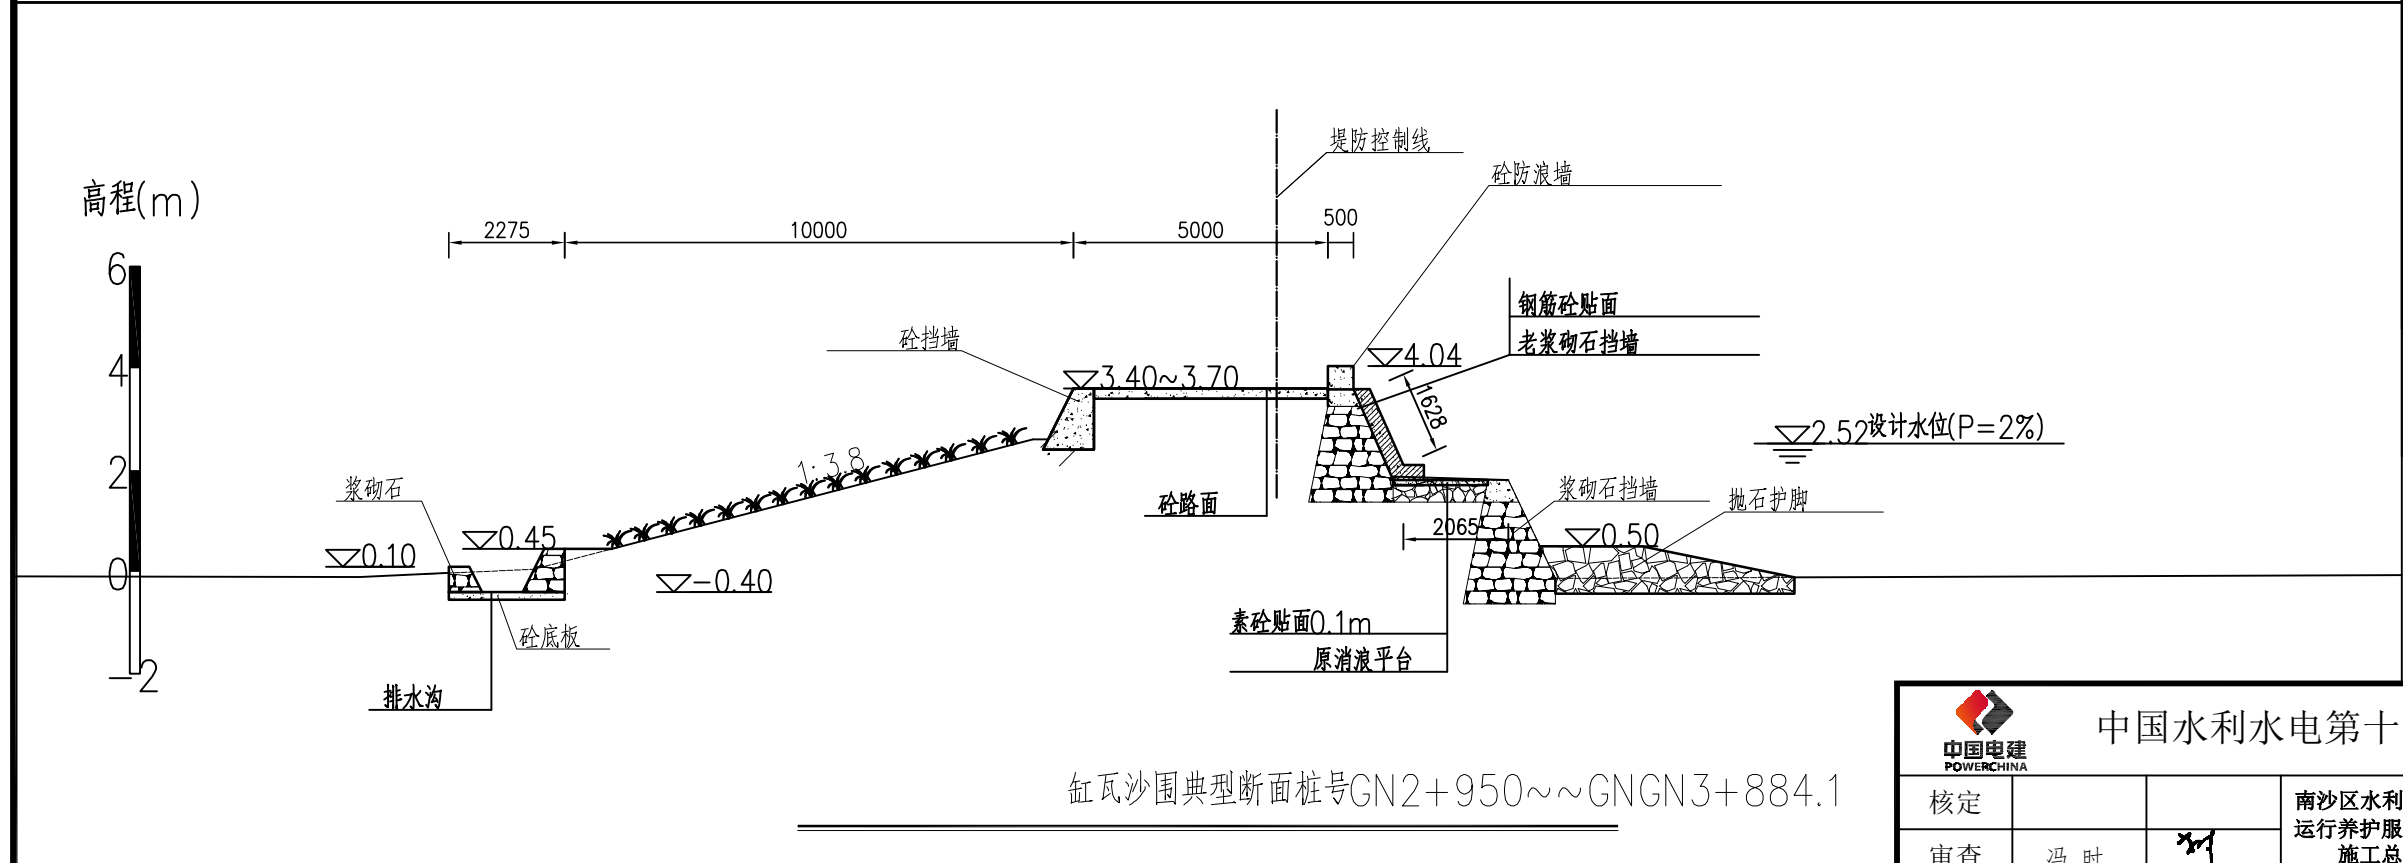 堤防控制线
砼防浪墙
高程(m)
2275
10000
5000
500
6
4
2
0
-2
钢筋砼贴面
老浆砌石挡墙
砼挡墙
4.04
3.40~3.70
1628
2.52设计水位(P=2%)
1:3.8
浆砌石
砼路面
浆砌石挡墙
抛石护脚
2065
0.45
0.50
0.10
-0.40
砼底板
素砼贴面0.1m
原消浪平台
排水沟
缸瓦沙围典型断面桩号GN2+950~~GNGN3+884.1
中国电建
POWERCHINA
中国水利水电第十
核定
南沙区水利
运行养护服
施工总
审查
冯 时